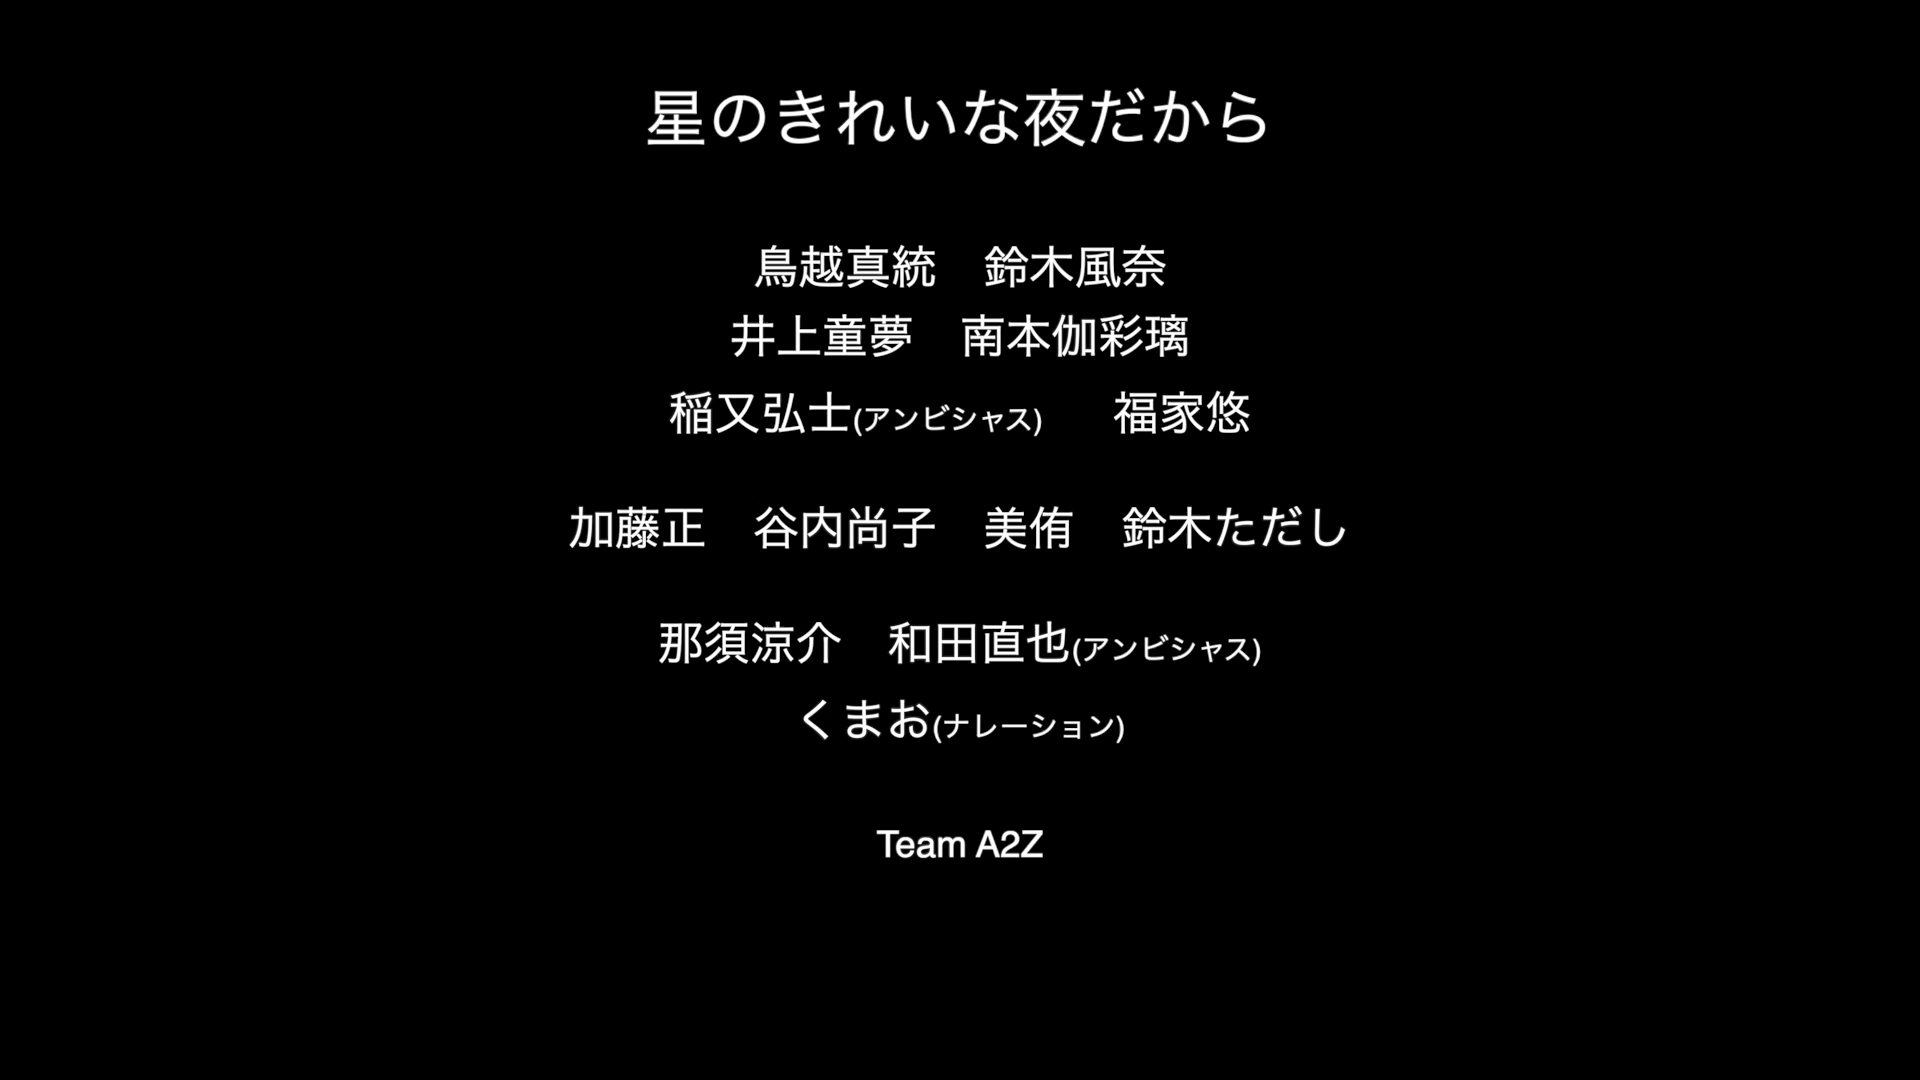 星のきれいな夜だから
鳥越真統　鈴木風奈
井上童夢　南本伽彩璃
稲又弘士(アンビシャス)　福家悠
加藤正　谷内尚子　美侑　鈴木ただし
那須涼介　和田直也(アンビシャス)
くまお(ナレーション)
Team A2Z